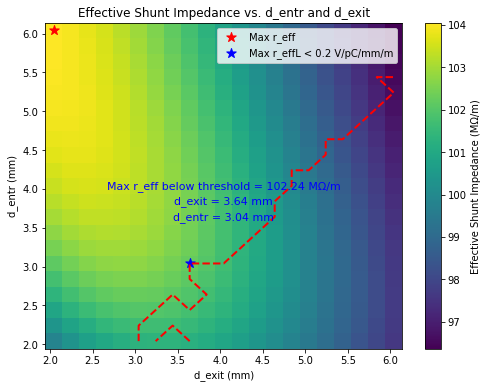 Effective Shunt Impedance vs. d_entr and d_exit
Max r_eff
Max r_effL < 0.2 V/pC/mm/m
Max r_eff below threshold = 102.24 MΩ/m
d_exit = 3.64 mm
d_entr = 3.04 mm
d_entr (mm)
6.0
5.5
5.0
4.5
4.0
3.5
3.0
2.5
2.0
2.0 2.5 3.0 3.5 4.0 4.5 5.0 5.5 6.0
d_exit (mm)
104
103
102
101
100
99
98
97
Effective Shunt Impedance (MΩ/m)